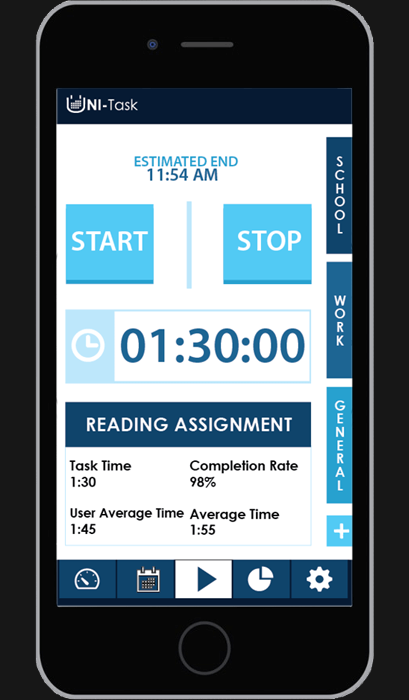 UNI-Task
ESTIMATED END
11:54 AM
START
STOP
01:30:00
READING ASSIGNMENT
Task Time
1:30
Completion Rate
98%
User Average Time
1:45
Average Time
1:55
SCHOOL
WORK
GENERAL
+